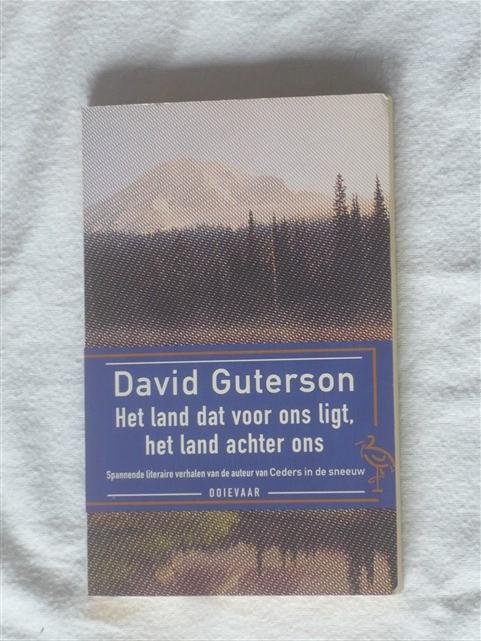 David Guterson
Het land dat voor ons ligt,
het land achter ons
Spannende literaire verhalen van de auteur van Ceders in de sneeuw
OOIEVAAR